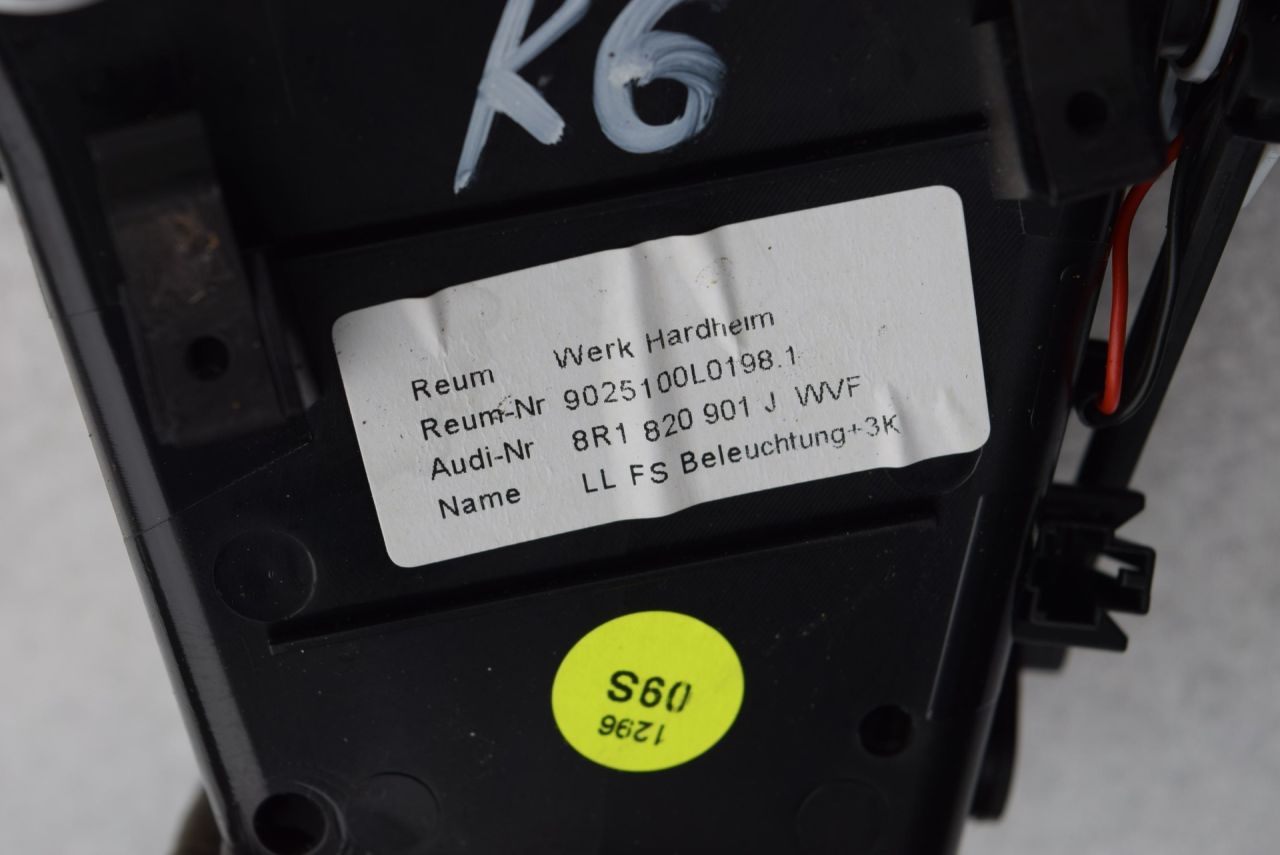 K6
Reum Werk Hardheim
Reum-Nr 9025100L0198.1
Audi-Nr 8R1 820 901 J WVF
Name LL FS Beleuchtung+3K
D9S
1296